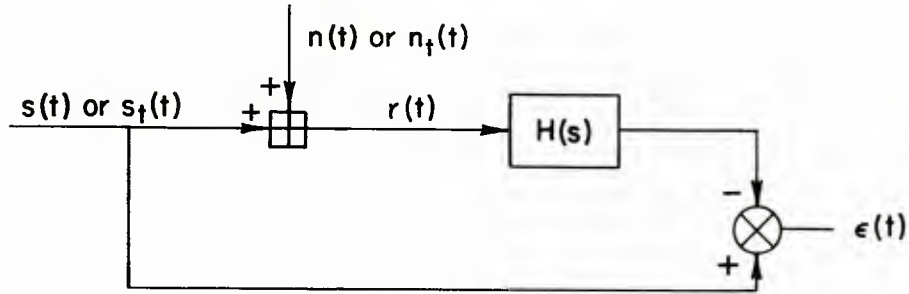 n(t) or n_t(t)
s(t) or s_t(t)
+
+
r(t)
H(s)
−
ϵ(t)
+